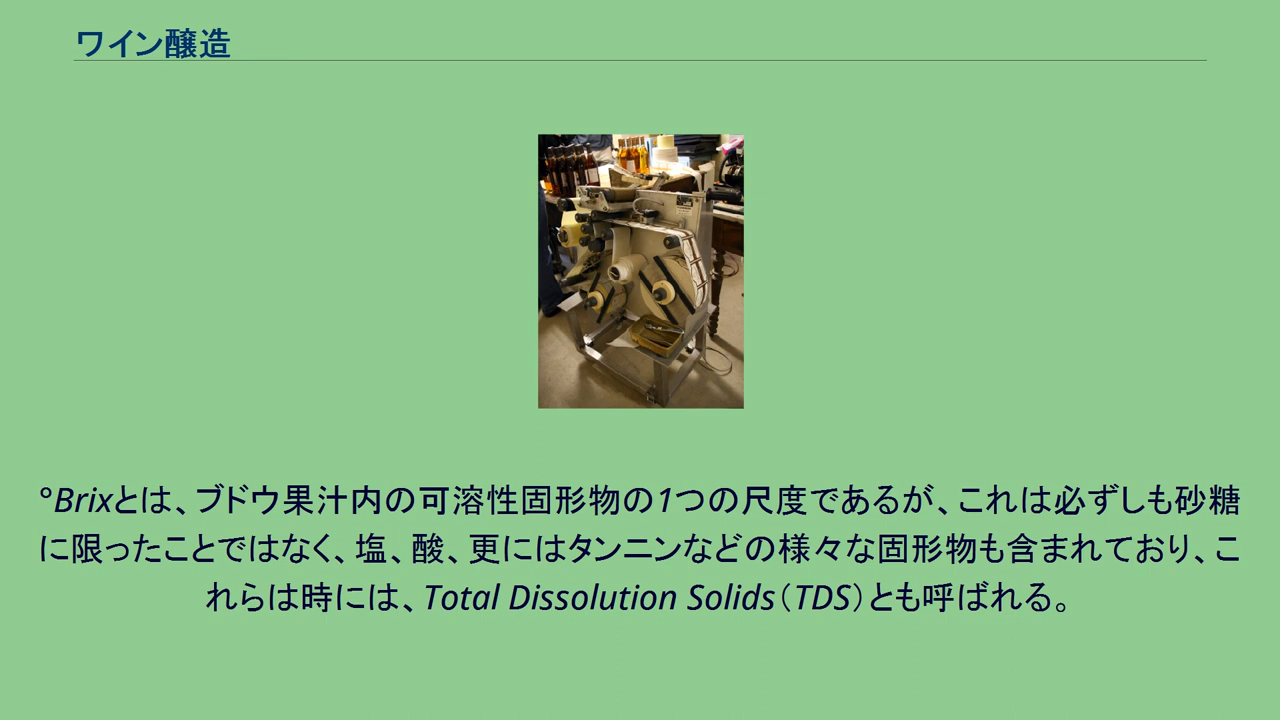 ワイン醸造
°Brixとは、ブドウ果汁内の可溶性固形物の1つの尺度であるが、これは必ずしも砂糖
に限ったことではなく、塩、酸、更にはタンニンなどの様々な固形物も含まれており、こ
れらは時には、Total Dissolution Solids（TDS）とも呼ばれる。